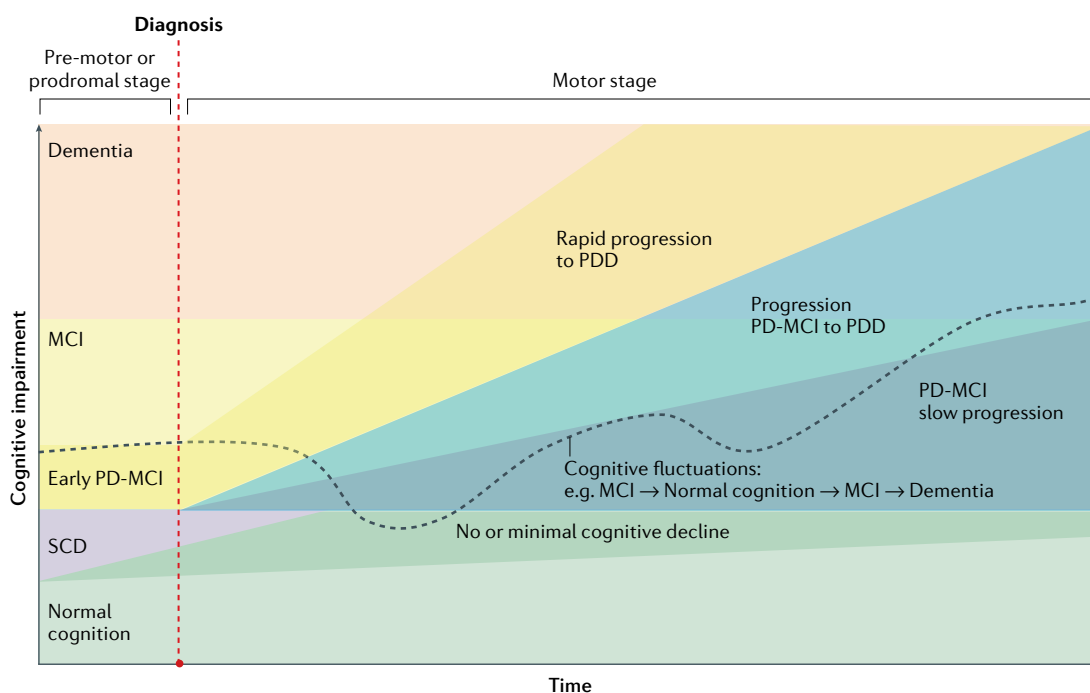 Diagnosis
Pre-motor or
prodromal stage
Motor stage
Dementia
Rapid progression
to PDD
Progression
PD-MCI to PDD
MCI
PD-MCI
slow progression
Cognitive impairment
Early PD-MCI
Cognitive fluctuations:
e.g. MCI → Normal cognition → MCI → Dementia
No or minimal cognitive decline
SCD
Normal
cognition
Time